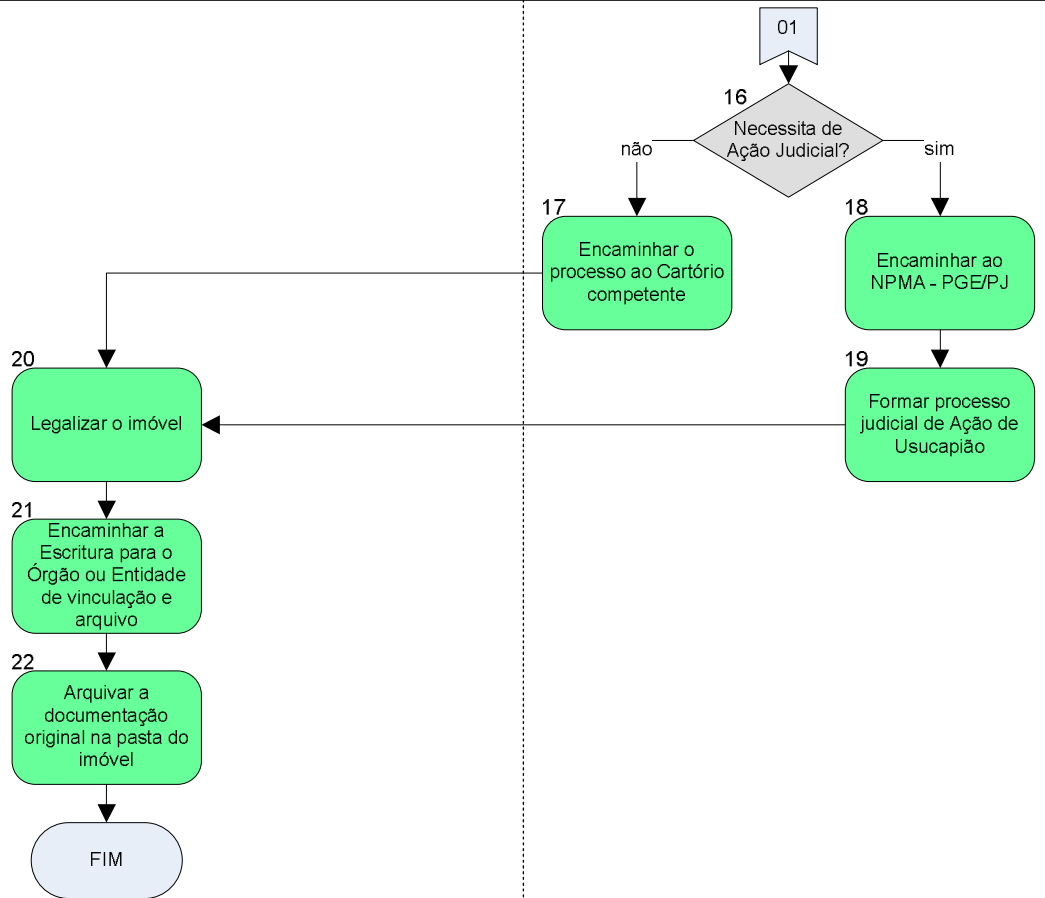 01
16
Necessita de
Ação Judicial?
não
sim
17
Encaminhar o
processo ao Cartório
competente
18
Encaminhar ao
NPMA - PGE/PJ
19
Formar processo
judicial de Ação de
Usucapião
20
Legalizar o imóvel
21
Encaminhar a
Escritura para o
Órgão ou Entidade
de vinculação e
arquivo
22
Arquivar a
documentação
original na pasta do
imóvel
FIM